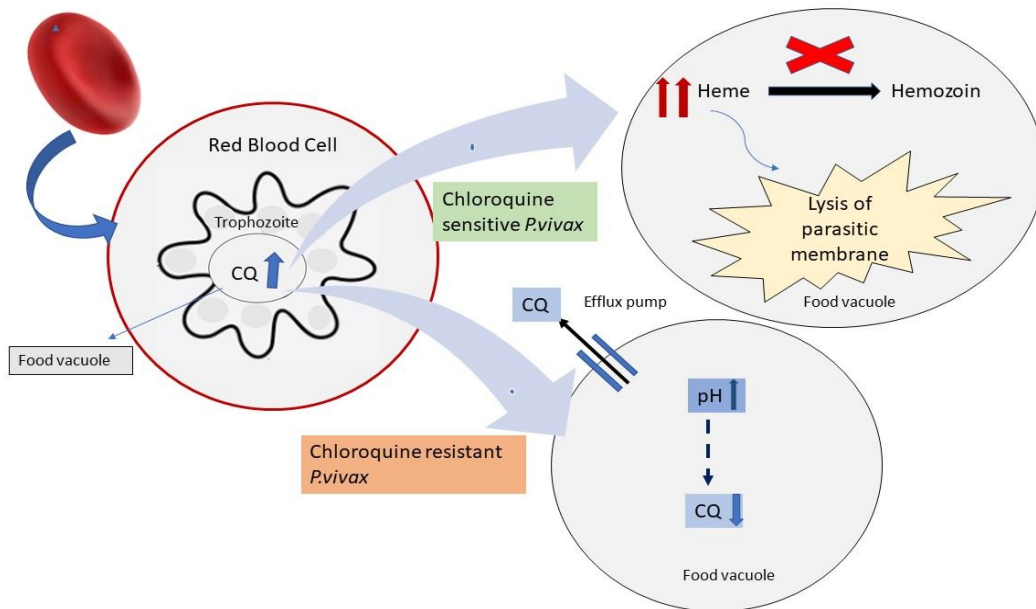 Red Blood Cell
Trophozoite
CQ
Food vacuole
Chloroquine
sensitive P.vivax
Heme
Hemozoin
Lysis of
parasitic
membrane
Food vacuole
Chloroquine resistant
P.vivax
CQ
Efflux pump
pH
CQ
Food vacuole